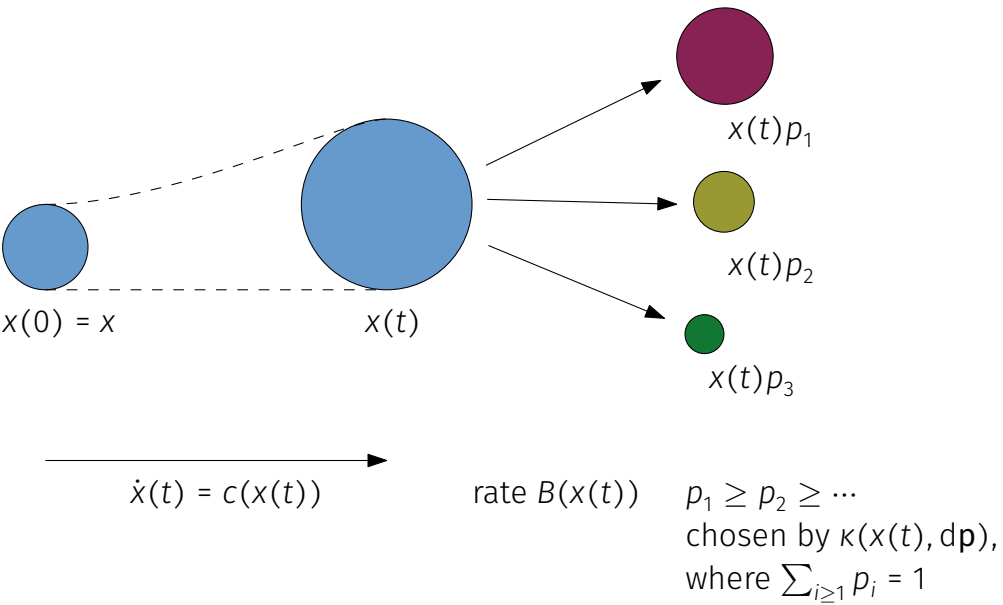 x(t)p₁
x(t)p₂
x(0) = x
x(t)
x(t)p₃
ẋ(t) = c(x(t))
rate B(x(t))
p₁ ≥ p₂ ≥ ⋯
chosen by κ(x(t), dp),
where ∑ᵢ≥₁ pᵢ = 1